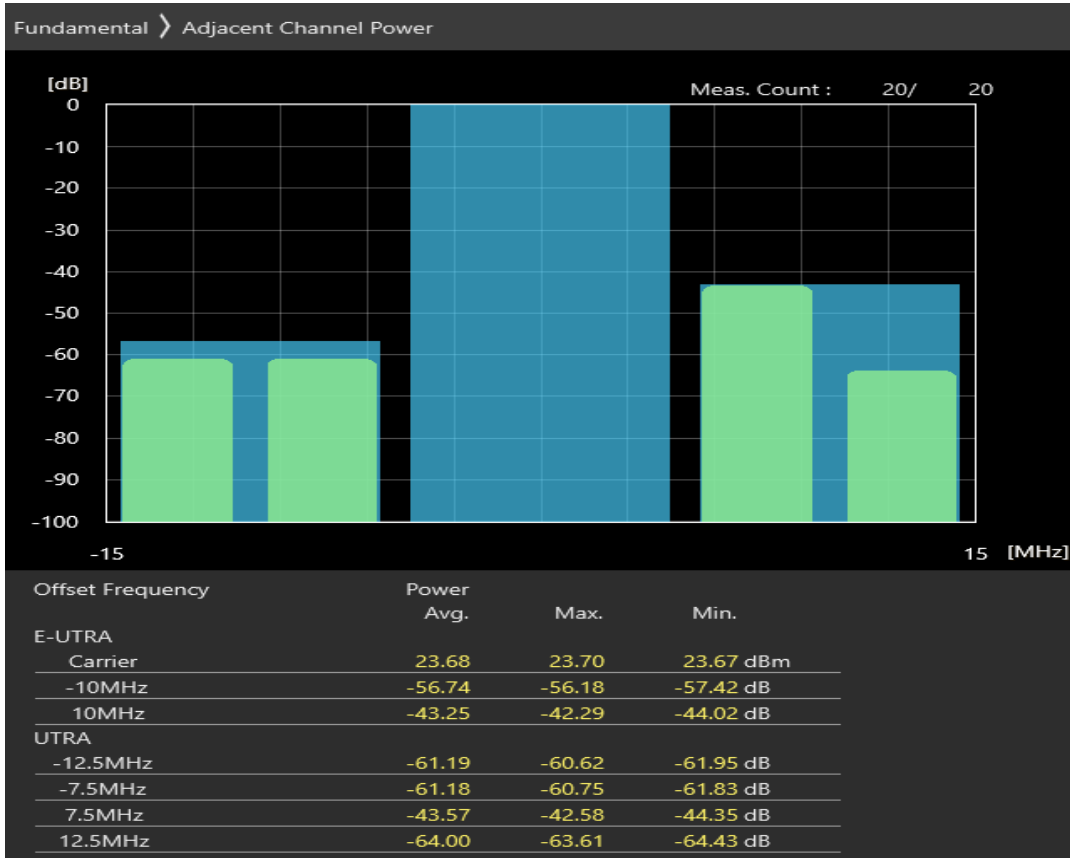 Fundamental 〉 Adjacent Channel Power
[dB]
Meas. Count : 20/ 20
0
-10
-20
-30
-40
-50
-60
-70
-80
-90
-100
-15 15 [MHz]
Offset Frequency Power
Avg. Max. Min.
E-UTRA
Carrier 23.68 23.70 23.67 dBm
-10MHz -56.74 -56.18 -57.42 dB
10MHz -43.25 -42.29 -44.02 dB
UTRA
-12.5MHz -61.19 -60.62 -61.95 dB
-7.5MHz -61.18 -60.75 -61.83 dB
7.5MHz -43.57 -42.58 -44.35 dB
12.5MHz -64.00 -63.61 -64.43 dB